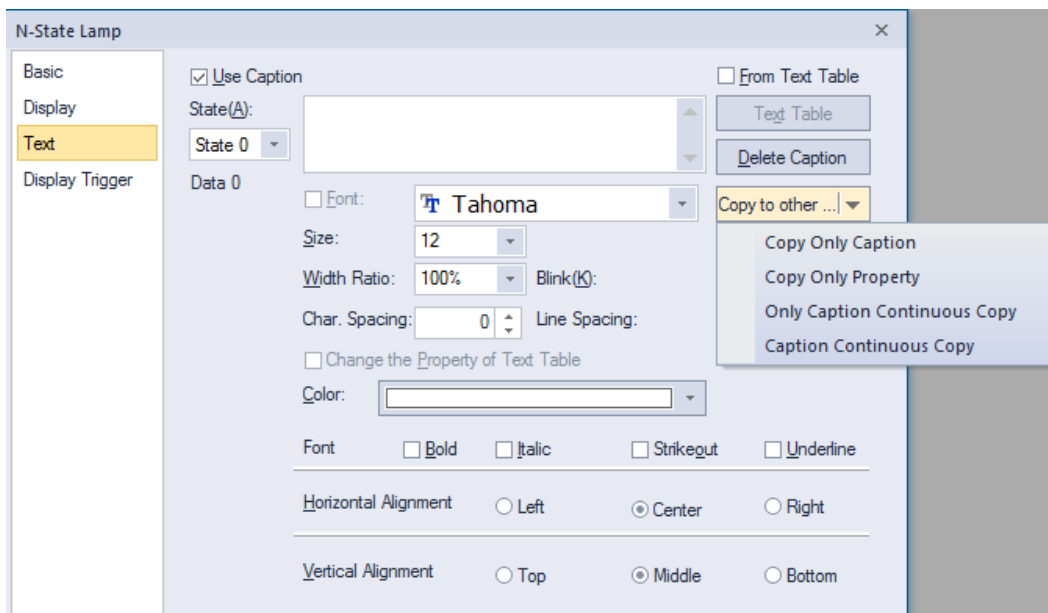 N-State Lamp
Basic
Display
Text
Display Trigger
Use Caption
From Text Table
State(A):
Text Table
State 0
Delete Caption
Data 0
Font:
Tahoma
Copy to other ...
Size:
12
Width Ratio:
100%
Blink(K):
Char. Spacing:
0
Line Spacing:
Copy Only Caption
Copy Only Property
Only Caption Continuous Copy
Caption Continuous Copy
Change the Property of Text Table
Color:
Font
Bold
Italic
Strikeout
Underline
Horizontal Alignment
Left
Center
Right
Vertical Alignment
Top
Middle
Bottom